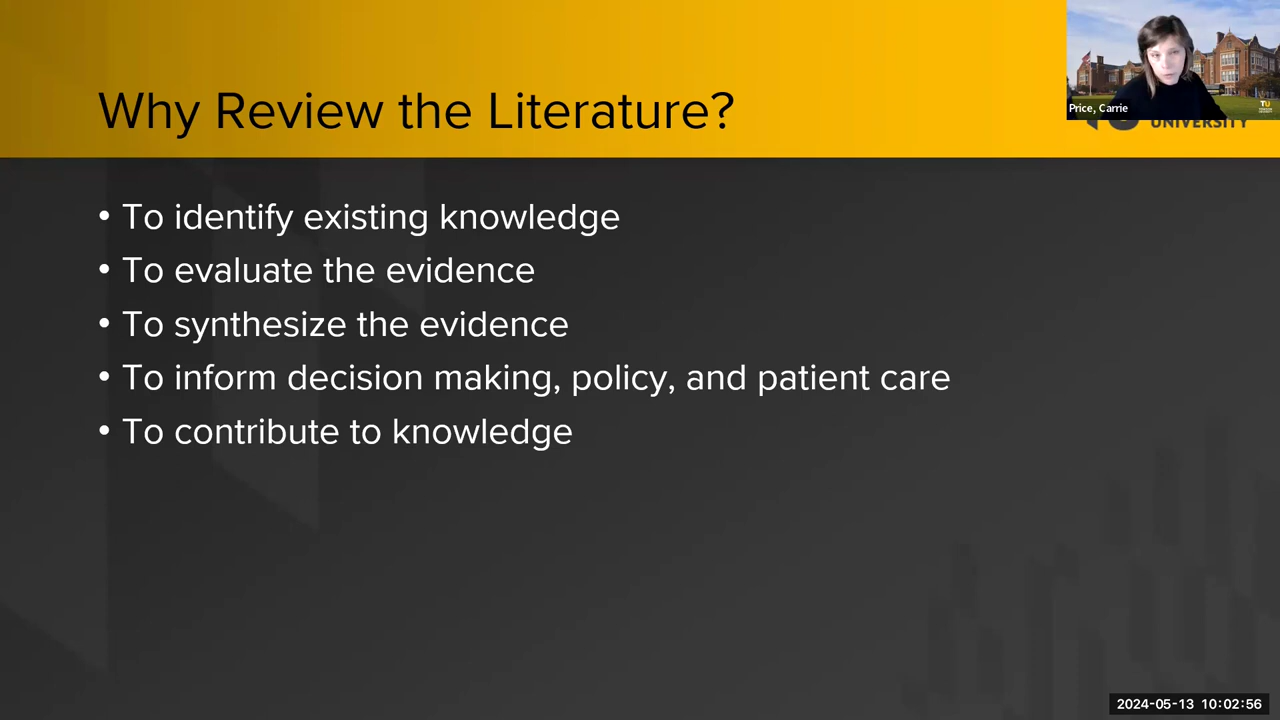 Why Review the Literature?
Price, Carrie
TU
UNIVERSITY
• To identify existing knowledge
• To evaluate the evidence
• To synthesize the evidence
• To inform decision making, policy, and patient care
• To contribute to knowledge
2024-05-13 10:02:56